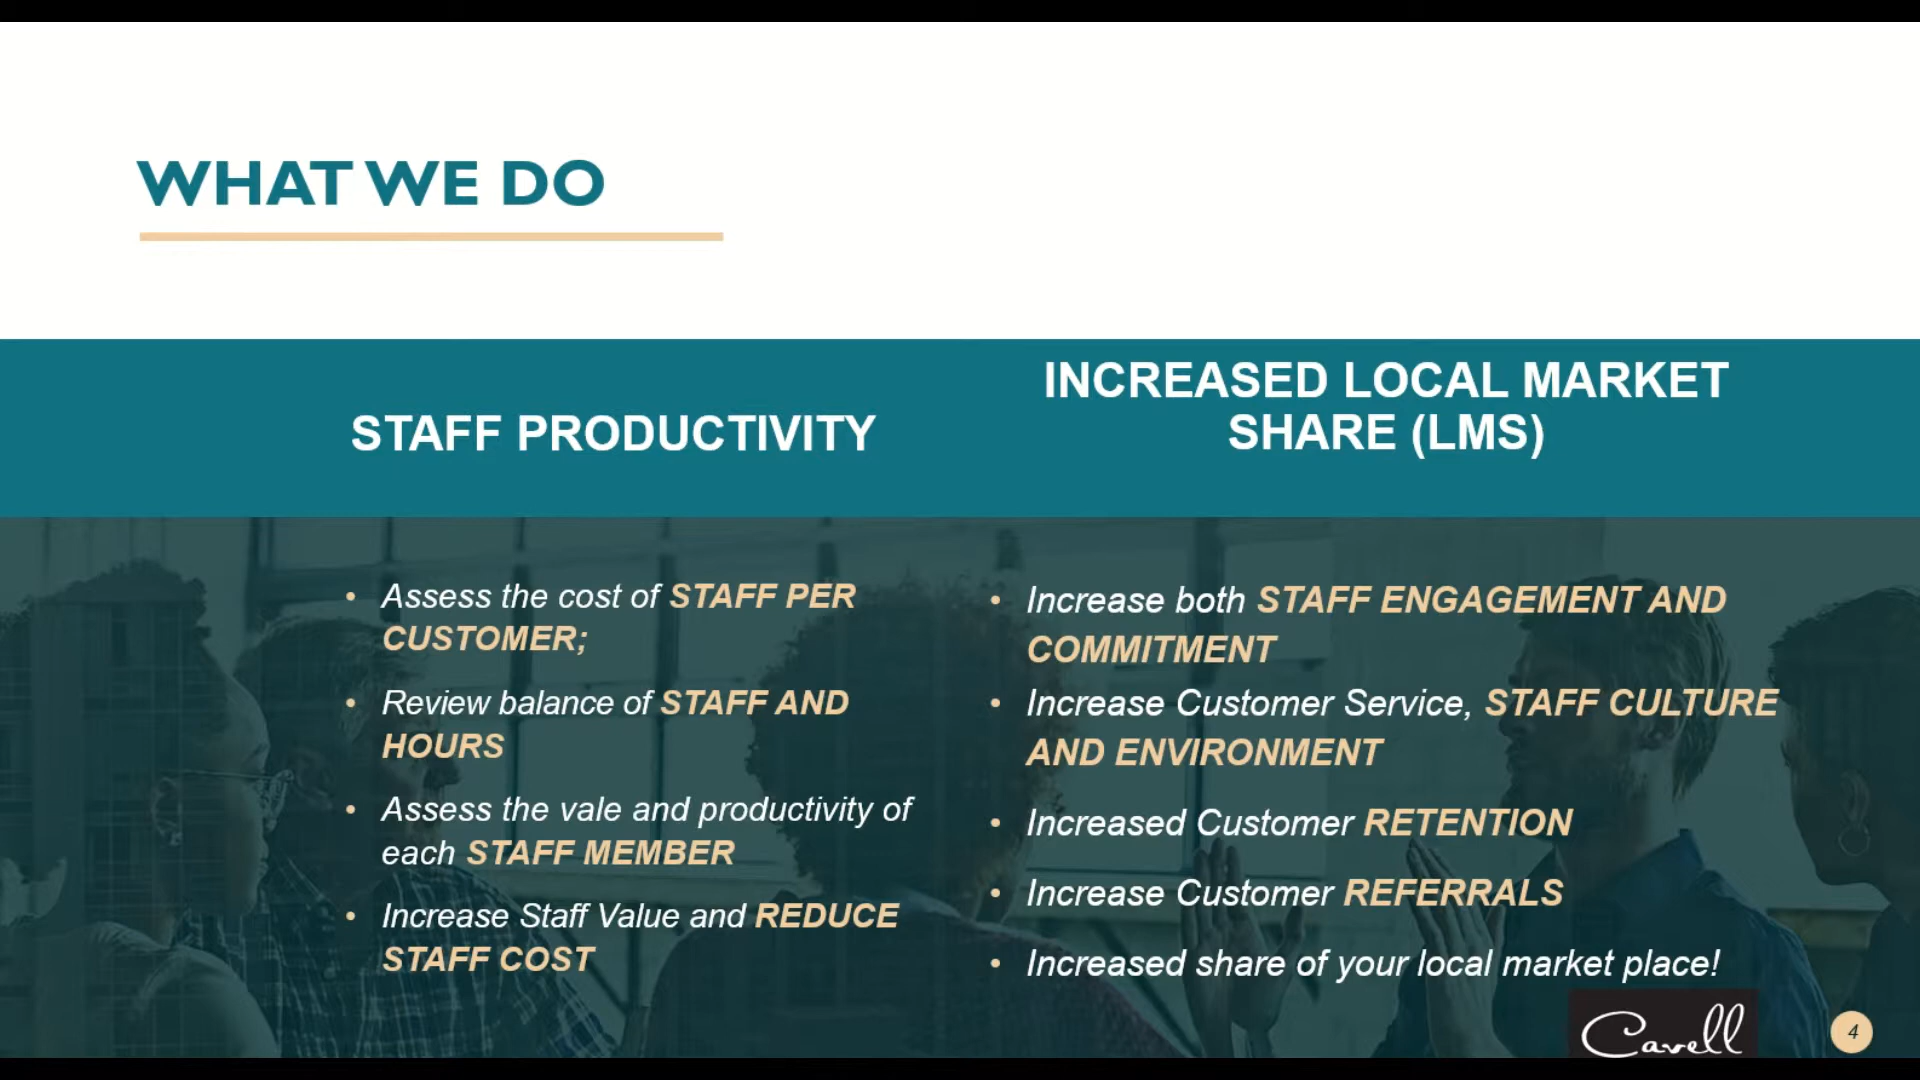 WHAT WE DO
STAFF PRODUCTIVITY
INCREASED LOCAL MARKET
SHARE (LMS)
• Assess the cost of STAFF PER
CUSTOMER;
• Review balance of STAFF AND
HOURS
• Assess the vale and productivity of
each STAFF MEMBER
• Increase Staff Value and REDUCE
STAFF COST
• Increase both STAFF ENGAGEMENT AND
COMMITMENT
• Increase Customer Service, STAFF CULTURE
AND ENVIRONMENT
• Increased Customer RETENTION
• Increase Customer REFERRALS
• Increased share of your local market place!
Cavell
4